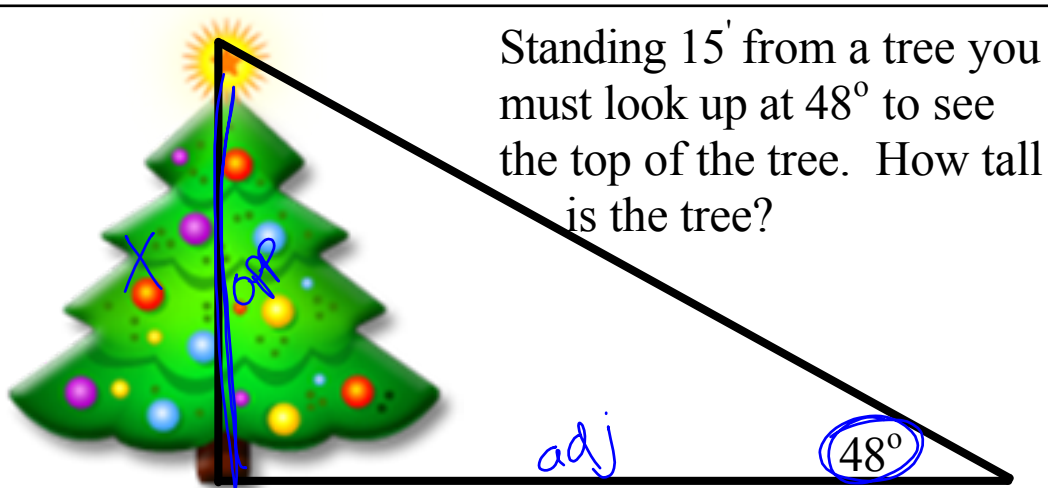 Standing 15' from a tree you
must look up at 48° to see
the top of the tree. How tall
is the tree?
X
opp
adj
48°